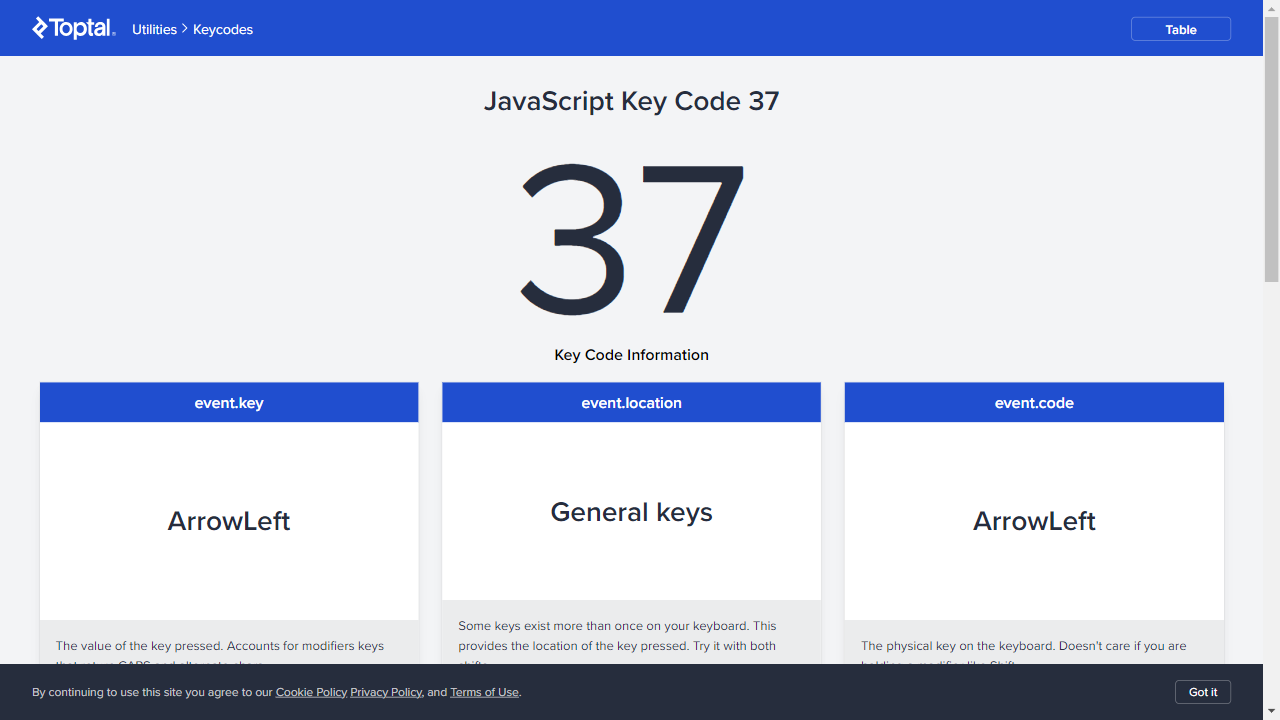 Toptal
Utilities > Keycodes
Table
JavaScript Key Code 37
37
Key Code Information
event.key
event.location
event.code
ArrowLeft
General keys
ArrowLeft
The value of the key pressed. Accounts for modifiers keys
Some keys exist more than once on your keyboard. This
provides the location of the key pressed. Try it with both
The physical key on the keyboard. Doesn't care if you are
By continuing to use this site you agree to our Cookie Policy Privacy Policy, and Terms of Use.
Got it